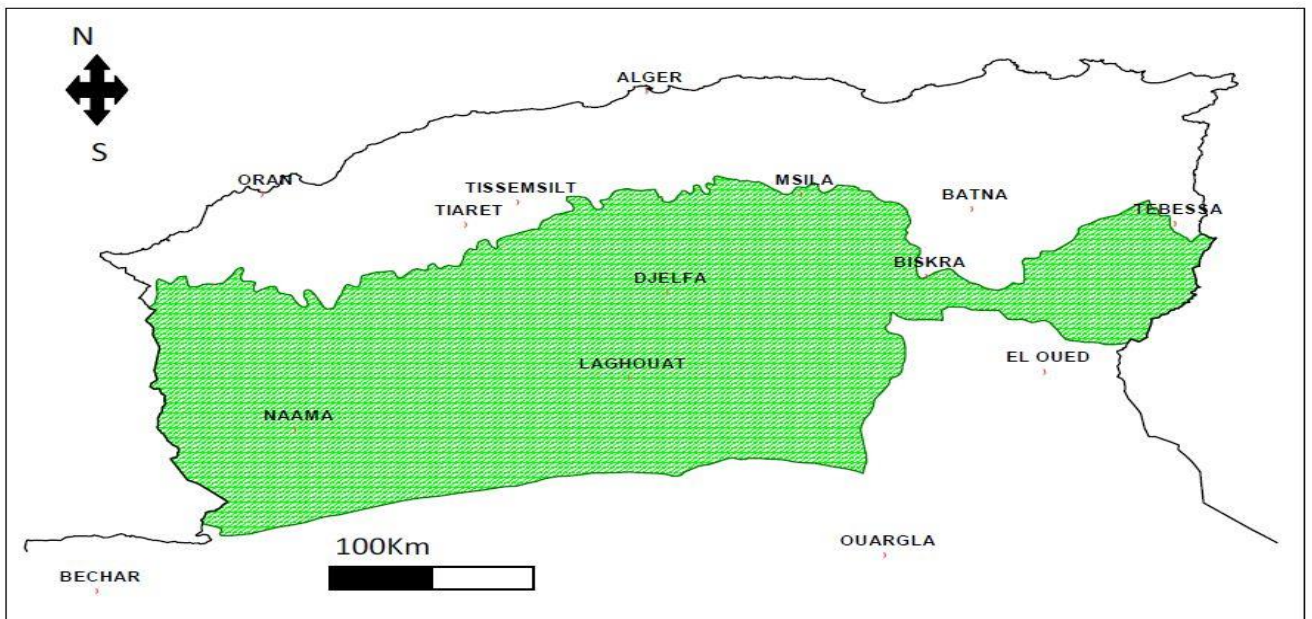 N
S
ALGER
ORAN
TISSEMSILT
TIARET
MSILA
BATNA
TEBESSA
BISKRA
DJELFA
LAGHOUAT
EL OUED
NAAMA
OUARGLA
100Km
BECHAR